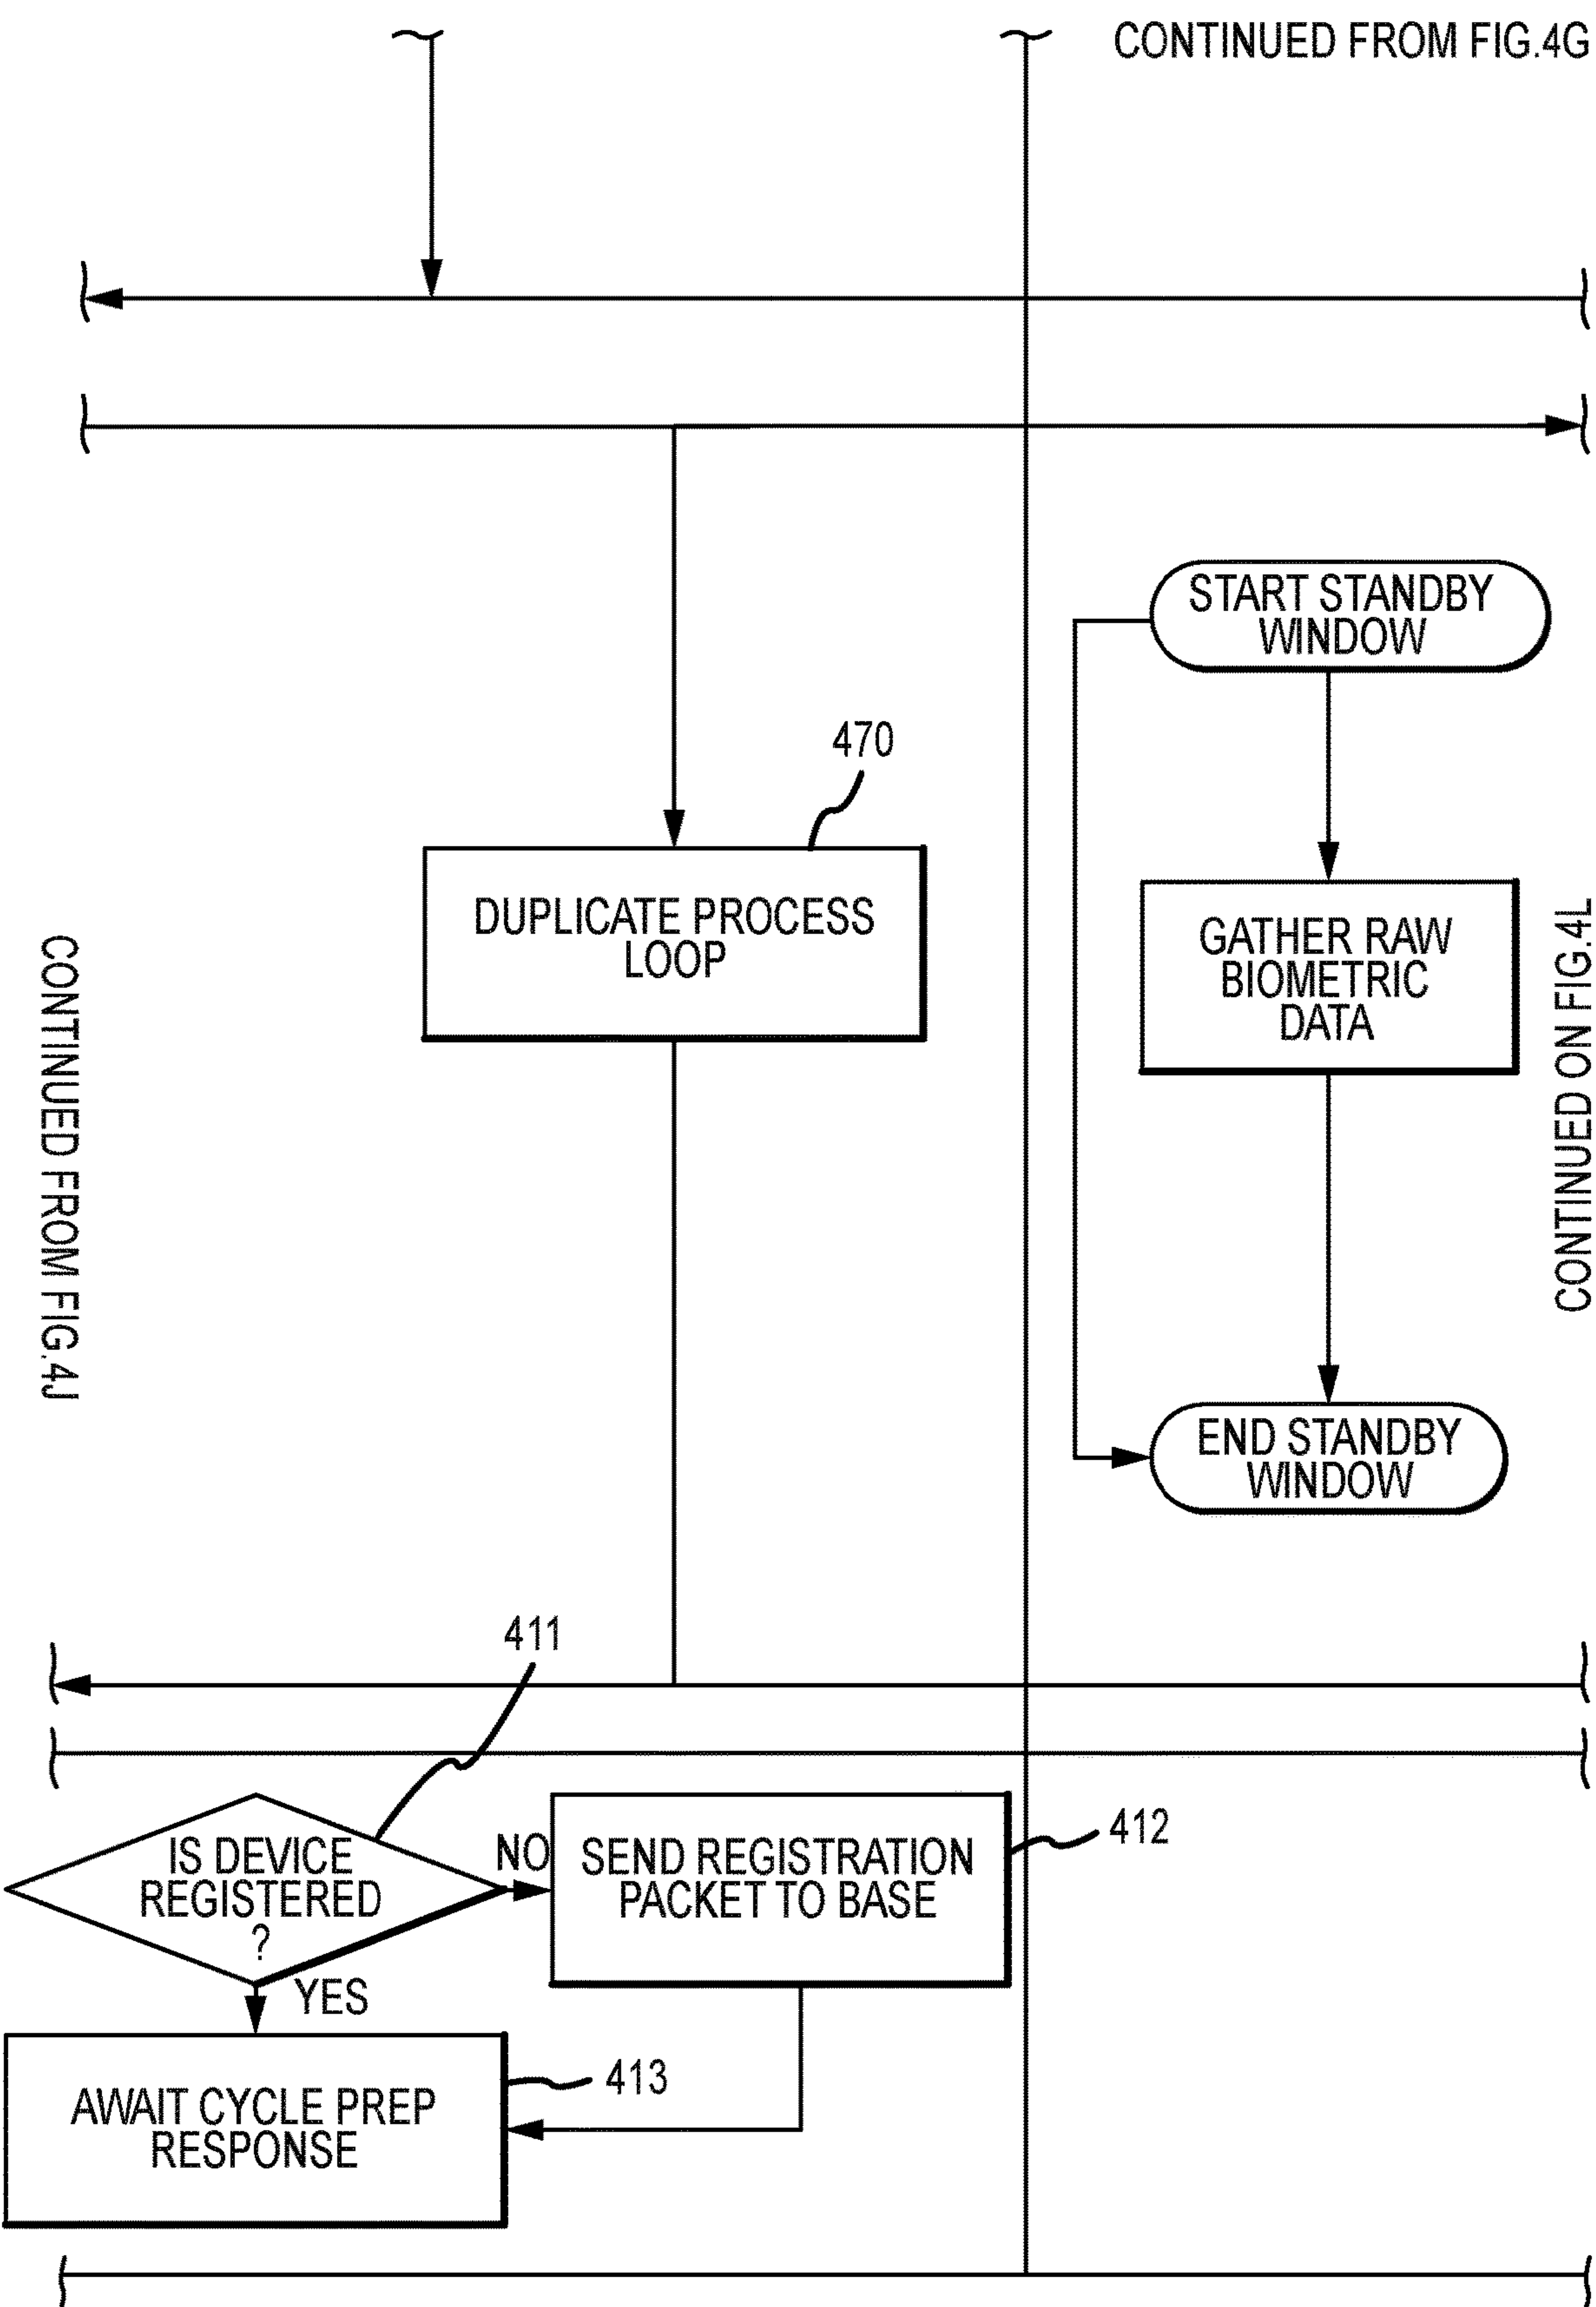 CONTINUED FROM FIG.4G
START STANDBY
WINDOW
470
DUPLICATE PROCESS
LOOP
GATHER RAW
BIOMETRIC
DATA
CONTINUED ON FIG.4L
CONTINUED FROM FIG.4J
END STANDBY
WINDOW
411
IS DEVICE
REGISTERED
?
NO
SEND REGISTRATION
PACKET TO BASE
412
YES
AWAIT CYCLE PREP
RESPONSE
413